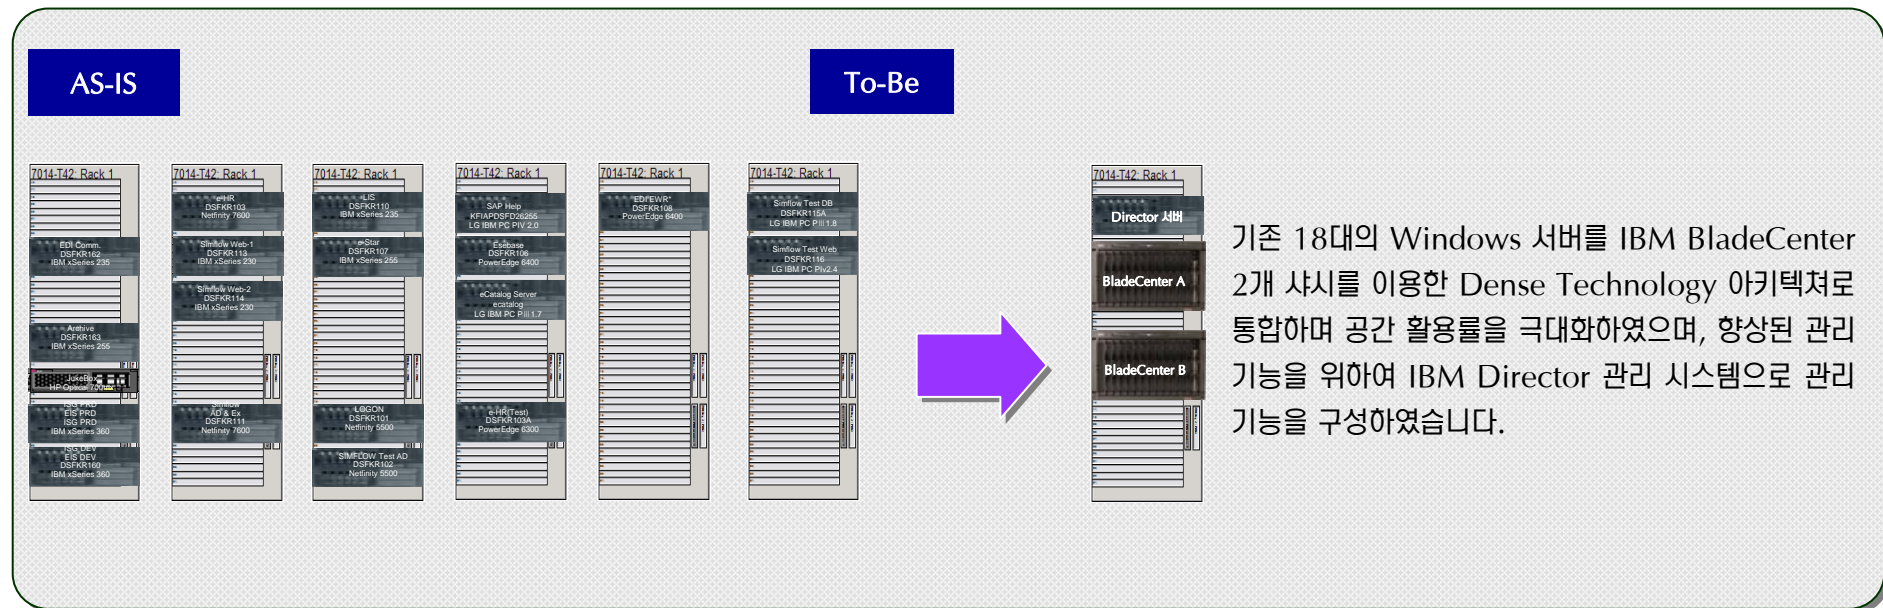 AS-IS
To-Be
7014-T42: Rack 1
EDI Comm.
DSFKR162
IBM xSeries 235
Archive
DSFKR163
IBM xSeries 255
JukeBox
HP Optical 700mx
ISG PRD
EIS PRD
ISG PRD
IBM xSeries 360
ISG DEV
EIS DEV
DSFKR160
IBM xSeries 360
7014-T42: Rack 1
e-HR
DSFKR103
Netfinity 7600
Simflow Web-1
DSFKR113
IBM xSeries 230
Simflow Web-2
DSFKR114
IBM xSeries 230
Simflow
AD & Ex
DSFKR111
Netfinity 7600
7014-T42: Rack 1
LIS
DSFKR110
IBM xSeries 235
e-Star
DSFKR107
IBM xSeries 255
LOGON
DSFKR101
Netfinity 5500
SIMFLOW Test AD
DSFKR102
Netfinity 5500
7014-T42: Rack 1
SAP Help
KFIAPDSFD26255
LG IBM PC PIV 2.0
Esebase
DSFKR106
PowerEdge 6400
eCatalog Server
ecatalog
LG IBM PC PIII 1.7
e-HR(Test)
DSFKR103A
PowerEdge 6300
7014-T42: Rack 1
EDI"EWR"
DSFKR108
PowerEdge 6400
7014-T42: Rack 1
Simflow Test DB
DSFKR115A
LG IBM PC PIII 1.8
Simflow Test Web
DSFKR116
LG IBM PC PIv2.4
7014-T42: Rack 1
Director 서버
BladeCenter A
BladeCenter B
기존 18대의 Windows 서버를 IBM BladeCenter
2개 샤시를 이용한 Dense Technology 아키텍쳐로
통합하며 공간 활용률을 극대화하였으며, 향상된 관리
기능을 위하여 IBM Director 관리 시스템으로 관리
기능을 구성하였습니다.